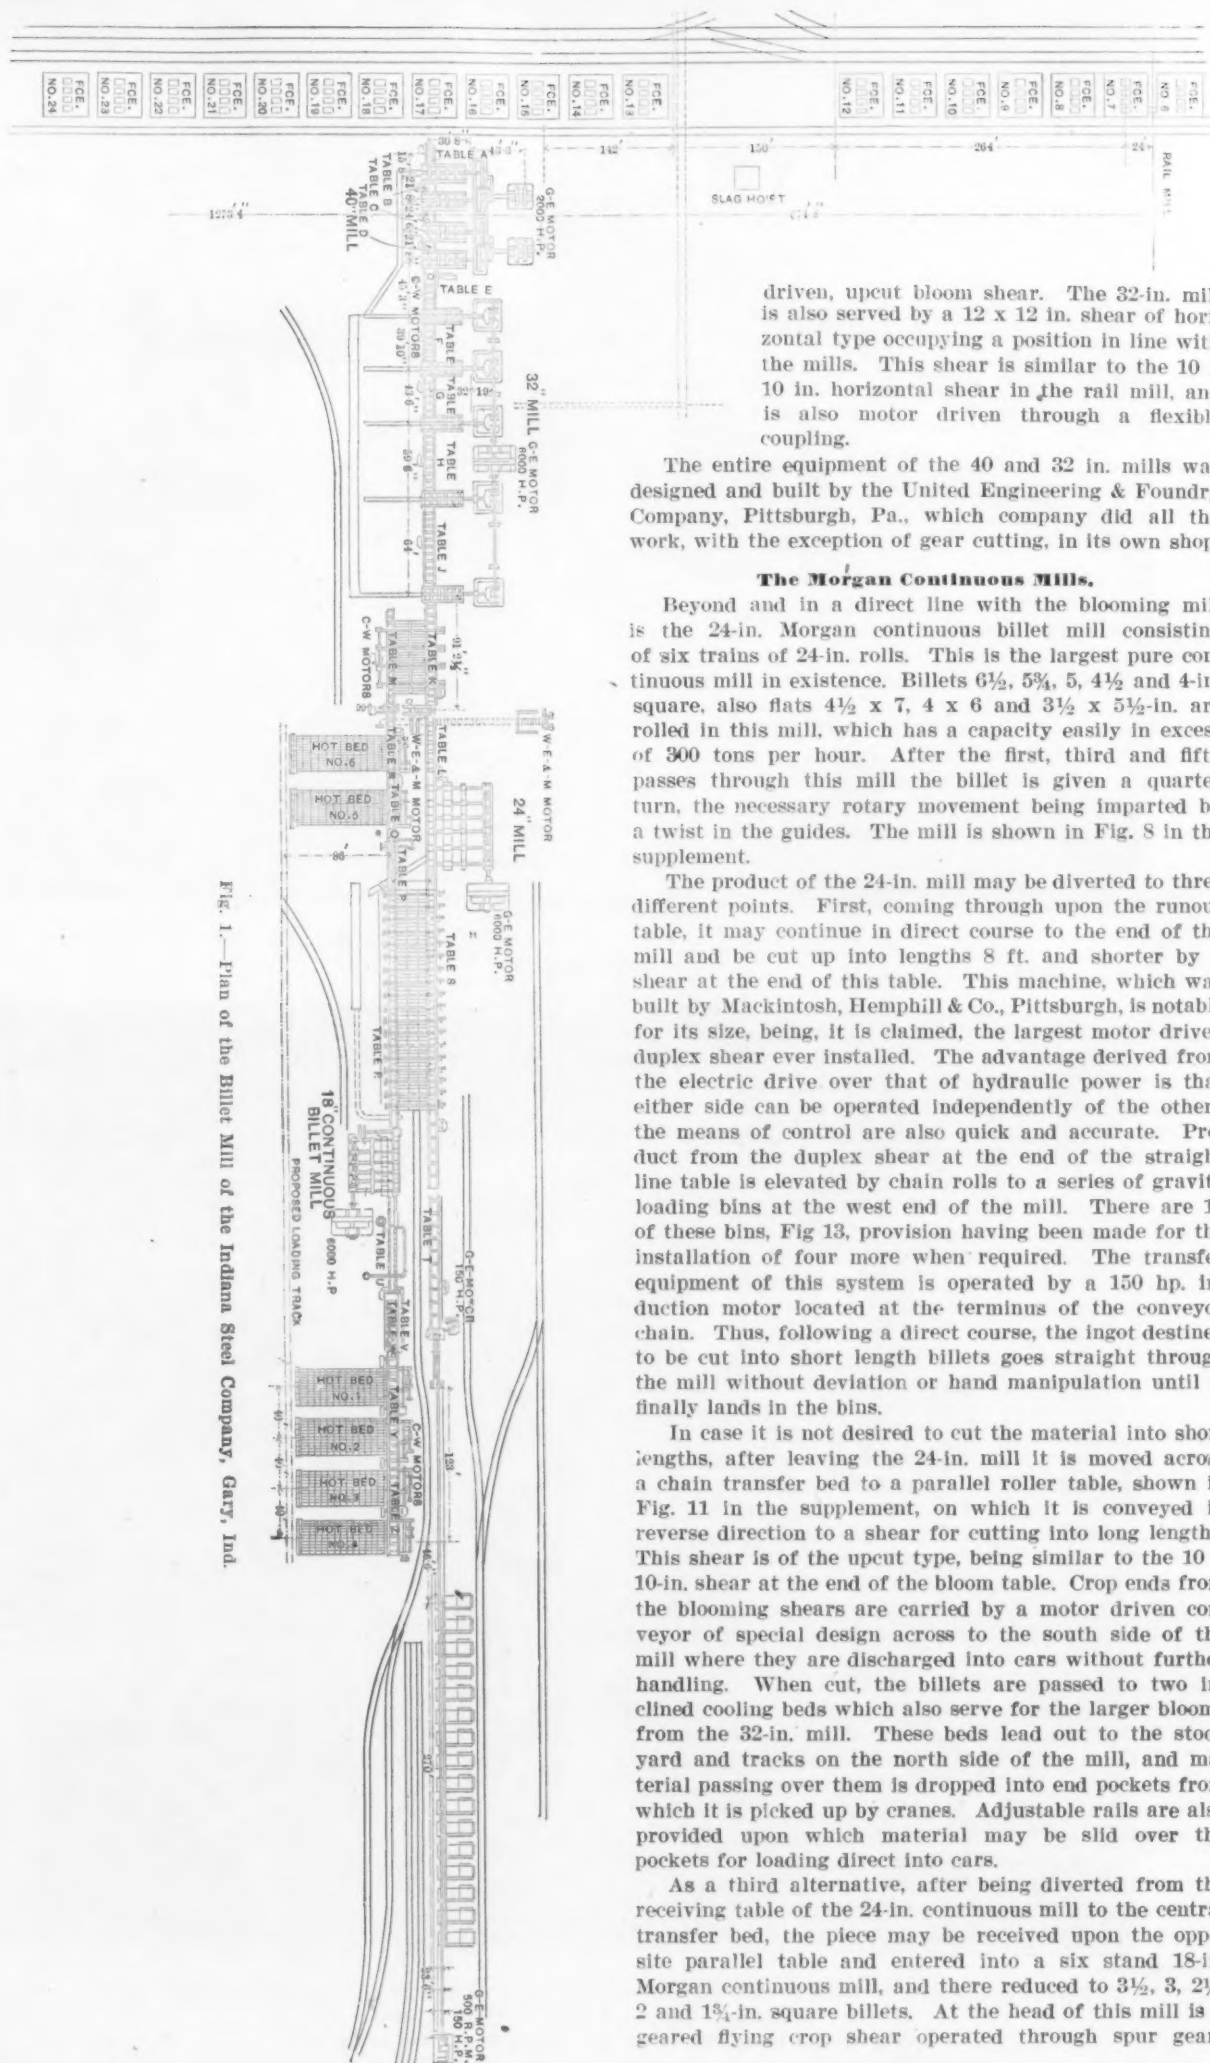 FCE. NO.24
FCE. NO.23
FCE. NO.22
FCE. NO.21
FCE. NO.20
FCE. NO.19
FCE. NO.18
FCE. NO.17
FCE. NO.16
FCE. NO.15
FCE. NO.14
FCE. NO.13
FCE. NO.12
FCE. NO.11
FCE. NO.10
FCE. NO.9
FCE. NO.8
FCE. NO.7
FCE. NO 6
142'
150'
264'
24'
RAIL MILL
SLAG HOIST
TABLE A
TABLE B
TABLE C
TABLE D
40" MILL
G-E MOTOR
2000 H.P.
TABLE E
C-W MOTORS
TABLE F
TABLE G
TABLE H
32" MILL
G-E MOTOR
6000 H.P.
64'
TABLE J
C-W MOTORS
TABLE K
TABLE L
W-E-&-M MOTOR
W-E-&-M MOTOR
HOT BED
NO.6
HOT BED
NO.5
TABLE O
TABLE P
24" MILL
G-E MOTOR
6000 H.P.
TABLE S
18" CONTINUOUS
BILLET MILL
6000 H.P
PROPOSED LOADING TRACK
TABLE T
TABLE U
TABLE V
G-E-MOTOR
150 H.P.
HOT BED
NO.1
HOT BED
NO.2
HOT BED
HOT BED
TABLE Y
TABLE Z
C-W MOTORS
123'
270'
G-E-MOTOR
500 R.P.M.
150 H.P.
Fig. 1.—Plan of the Billet Mill of the Indiana Steel Company, Gary, Ind.
driven, upcut bloom shear. The 32-in. mil
is also served by a 12 x 12 in. shear of hori
zontal type occupying a position in line wit
the mills. This shear is similar to the 10
10 in. horizontal shear in the rail mill, an
is also motor driven through a flexibl
coupling.
The entire equipment of the 40 and 32 in. mills wa
designed and built by the United Engineering & Foundr
Company, Pittsburgh, Pa., which company did all th
work, with the exception of gear cutting, in its own shop
The Morgan Continuous Mills.
Beyond and in a direct line with the blooming mil
is the 24-in. Morgan continuous billet mill consistin
of six trains of 24-in. rolls. This is the largest pure con
tinuous mill in existence. Billets 6½, 5¾, 5, 4½ and 4-in
square, also flats 4½ x 7, 4 x 6 and 3½ x 5½-in. ar
rolled in this mill, which has a capacity easily in exces
of 300 tons per hour. After the first, third and fift
passes through this mill the billet is given a quarte
turn, the necessary rotary movement being imparted b
a twist in the guides. The mill is shown in Fig. 8 in th
supplement.
The product of the 24-in. mill may be diverted to thre
different points. First, coming through upon the runou
table, it may continue in direct course to the end of th
mill and be cut up into lengths 8 ft. and shorter by
shear at the end of this table. This machine, which wa
built by Mackintosh, Hemphill & Co., Pittsburgh, is notabl
for its size, being, it is claimed, the largest motor drive
duplex shear ever installed. The advantage derived from
the electric drive over that of hydraulic power is tha
either side can be operated independently of the other
the means of control are also quick and accurate. Pro
duct from the duplex shear at the end of the straigh
line table is elevated by chain rolls to a series of gravit
loading bins at the west end of the mill. There are 1
of these bins, Fig 13, provision having been made for th
installation of four more when required. The transfe
equipment of this system is operated by a 150 hp. in
duction motor located at the terminus of the conveyo
chain. Thus, following a direct course, the ingot destine
to be cut into short length billets goes straight throug
the mill without deviation or hand manipulation until
finally lands in the bins.
In case it is not desired to cut the material into shor
lengths, after leaving the 24-in. mill it is moved acros
a chain transfer bed to a parallel roller table, shown i
Fig. 11 in the supplement, on which it is conveyed i
reverse direction to a shear for cutting into long length
This shear is of the upcut type, being similar to the 10
10-in. shear at the end of the bloom table. Crop ends fro
the blooming shears are carried by a motor driven con
veyor of special design across to the south side of th
mill where they are discharged into cars without furthe
handling. When cut, the billets are passed to two in
clined cooling beds which also serve for the larger bloom
from the 32-in. mill. These beds lead out to the stoc
yard and tracks on the north side of the mill, and ma
terial passing over them is dropped into end pockets fro
which it is picked up by cranes. Adjustable rails are als
provided upon which material may be slid over th
pockets for loading direct into cars.
As a third alternative, after being diverted from th
receiving table of the 24-in. continuous mill to the centra
transfer bed, the piece may be received upon the oppo
site parallel table and entered into a six stand 18-i
Morgan continuous mill, and there reduced to 3½, 3, 2½
2 and 1¾-in. square billets. At the head of this mill is
geared flying crop shear operated through spur gear